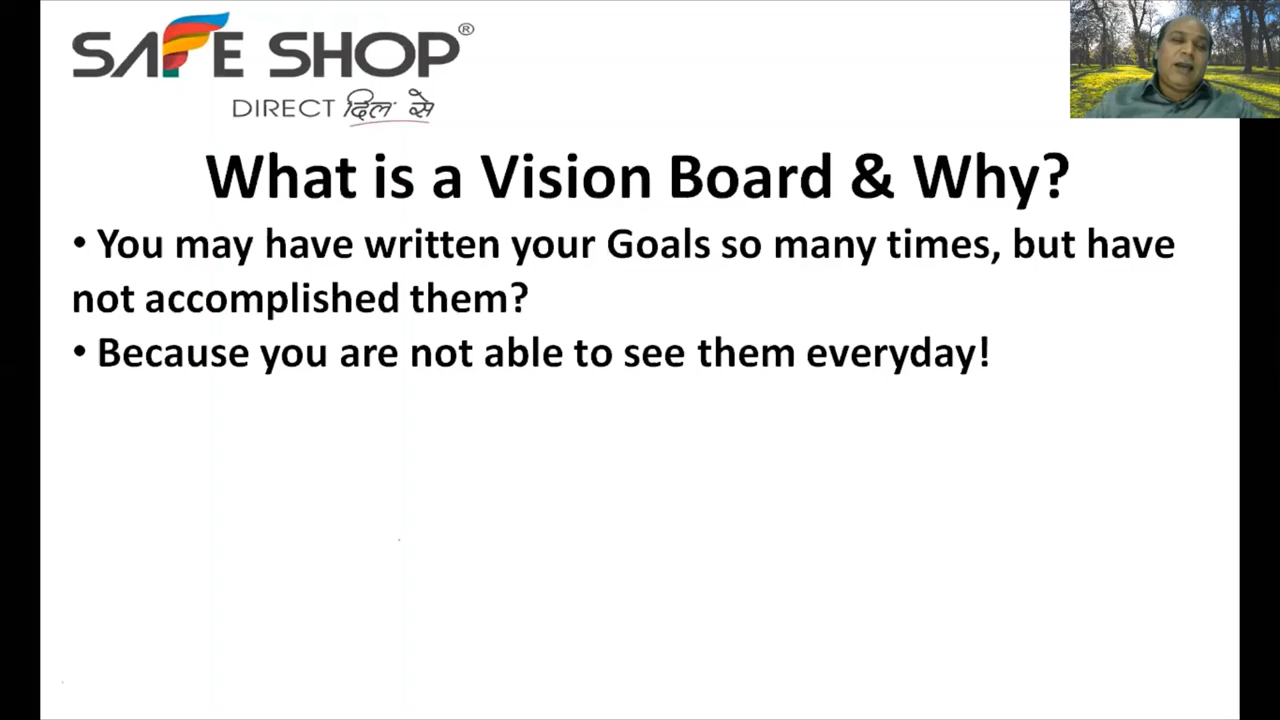 SAFE SHOP®
DIRECT दिल से
What is a Vision Board & Why?
• You may have written your Goals so many times, but have
not accomplished them?
• Because you are not able to see them everyday!